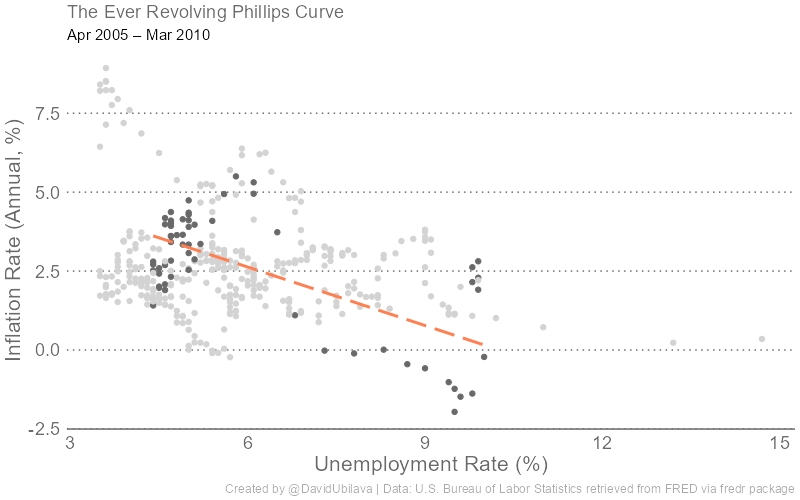 The Ever Revolving Phillips Curve
Apr 2005 – Mar 2010
Inflation Rate (Annual, %)
7.5
5.0
2.5
0.0
-2.5
3 6 9 12 15
Unemployment Rate (%)
Created by @DavidUbilava | Data: U.S. Bureau of Labor Statistics retrieved from FRED via fredr package